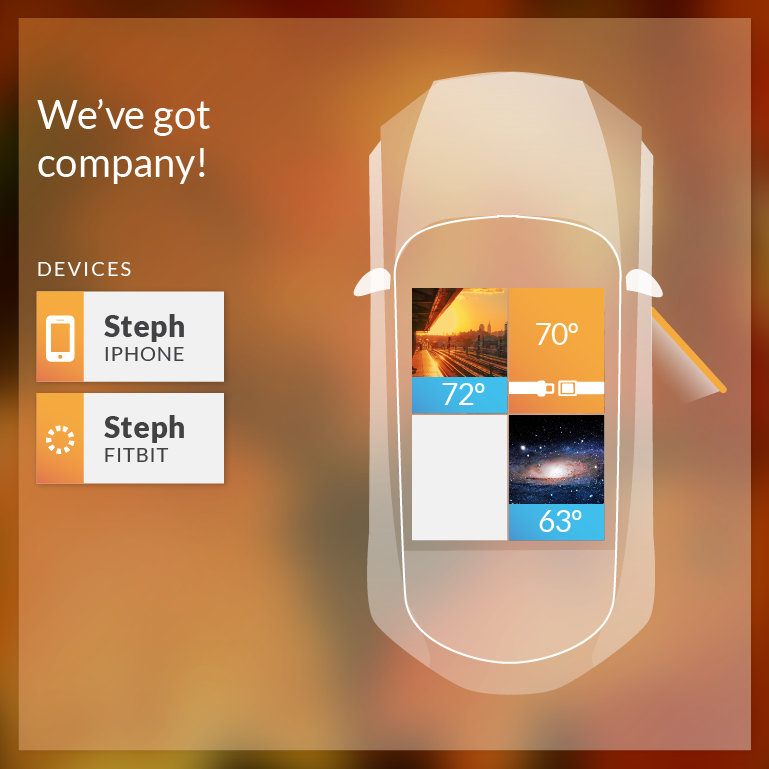 We’ve got
company!
DEVICES
Steph
IPHONE
Steph
FITBIT
70°
72°
63°